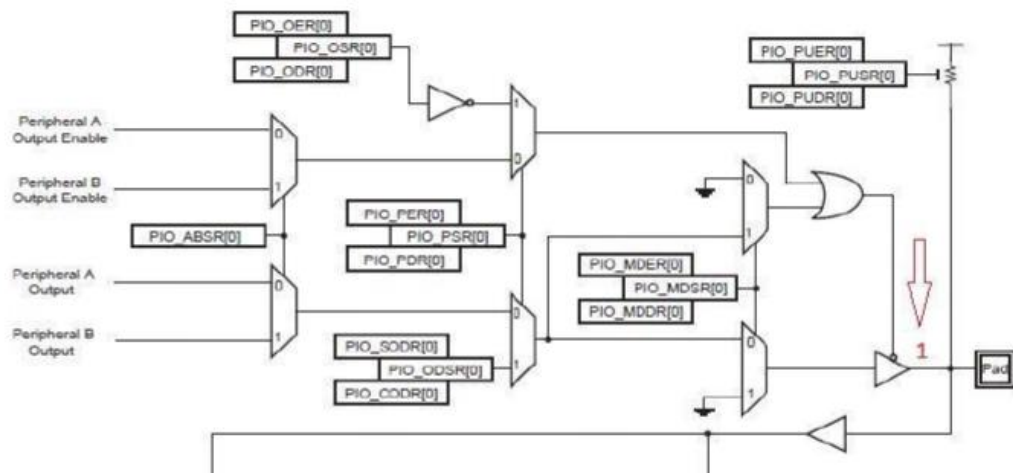 PIO_OER[0]
PIO_OSR[0]
PIO_ODR[0]
PIO_PUER[0]
PIO_PUSR[0]
PIO_PUDR[0]
1
Peripheral A
Output Enable
0
0
Peripheral B
Output Enable
1
0
PIO_ABSR[0]
PIO_PER[0]
PIO_PSR[0]
PIO_PDR[0]
1
PIO_MDER[0]
PIO_MDSR[0]
PIO_MDDR[0]
Peripheral A
Output
0
0
0
1
Pad
Peripheral B
Output
1
PIO_SODR[0]
PIO_ODSR[0]
PIO_CODR[0]
1
1